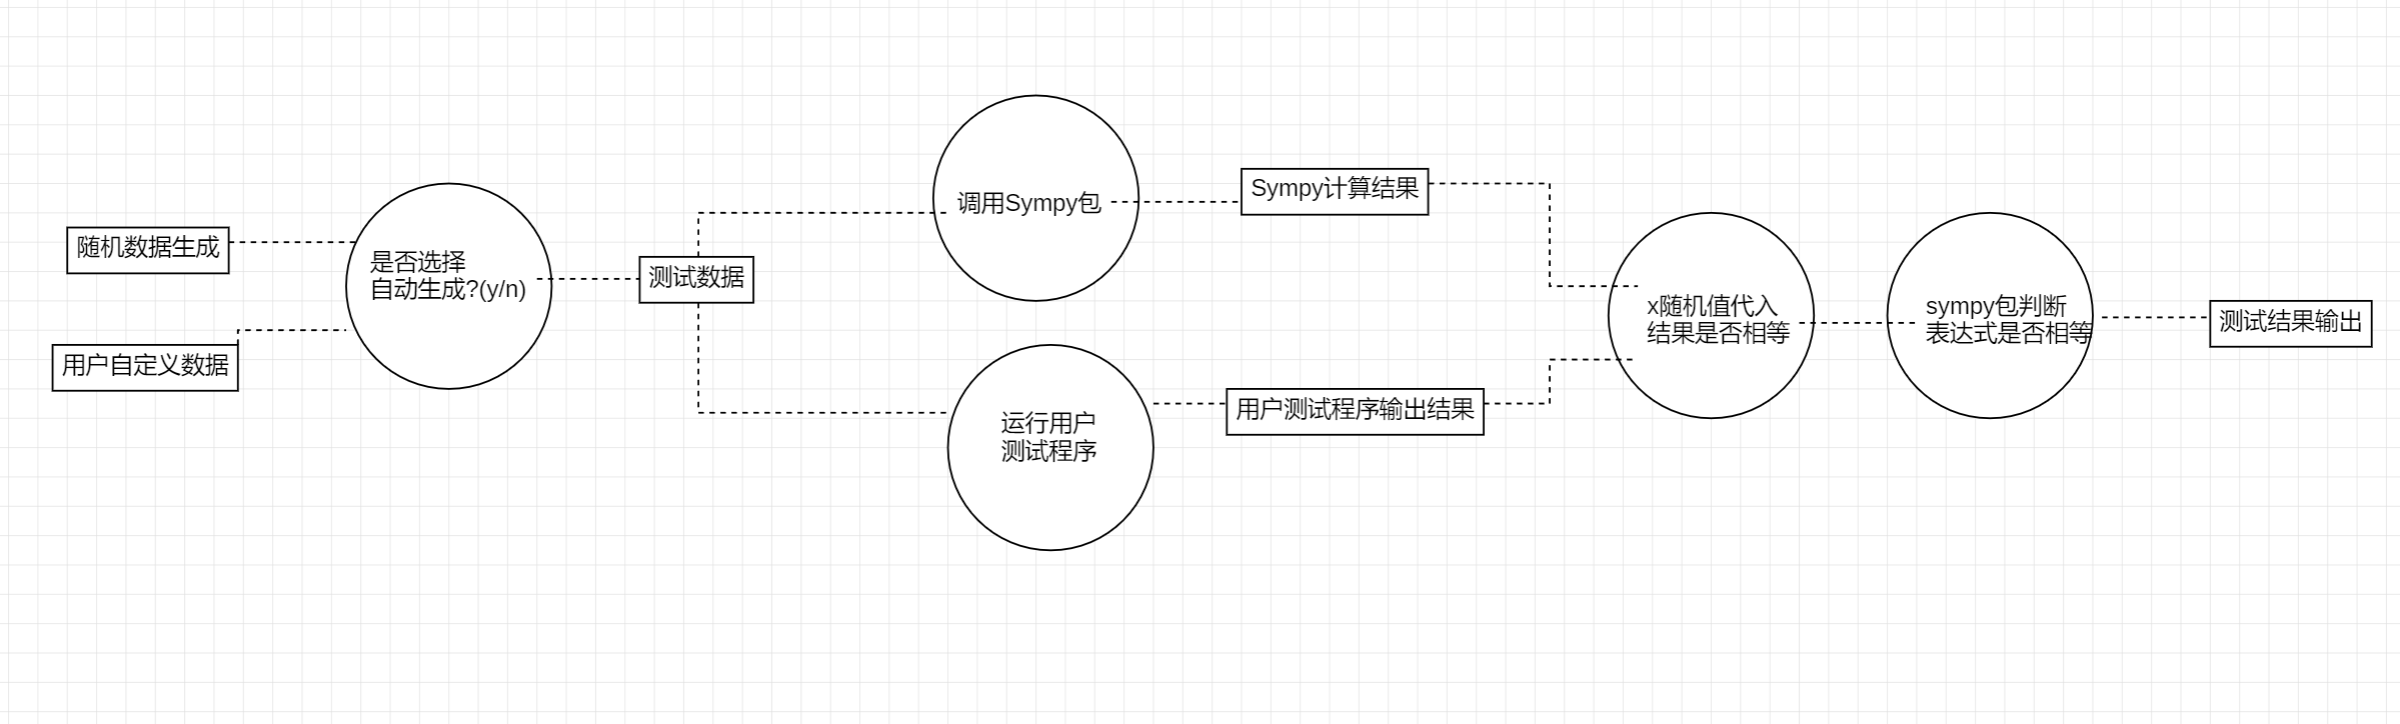 随机数据生成
用户自定义数据
是否选择
自动生成?(y/n)
测试数据
调用Sympy包
运行用户
测试程序
Sympy计算结果
用户测试程序输出结果
x随机值代入
结果是否相等
sympy包判断
表达式是否相等
测试结果输出